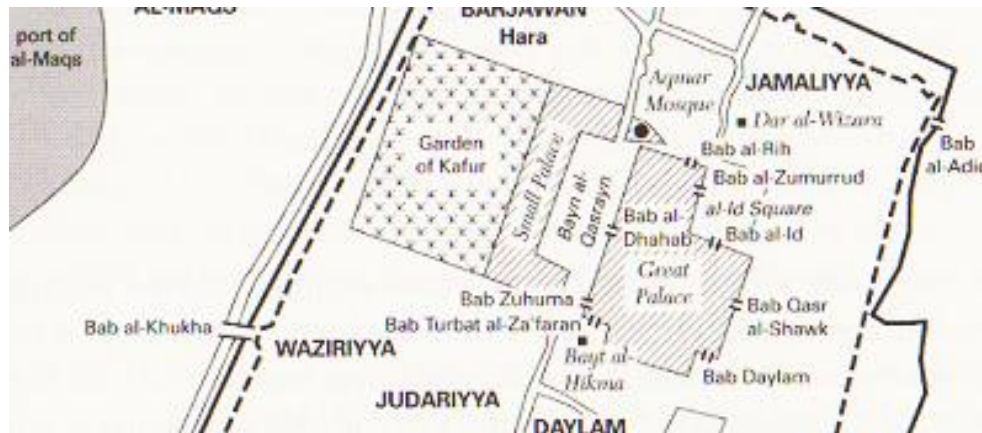 AL-MAQS
BARJAWAN
Hara
port of
al-Maqs
Aqmar
Mosque
JAMALIYYA
Dar al-Wizara
Garden
of Kafur
Small Palace
Bayn al-
Qasrayn
Bab al-Rih
Bab
al-Adid
Bab al-Zumurrud
al-Id Square
Bab al-
Dhahab
Bab al-Id
Great
Palace
Bab Zuhuma
Bab Qasr
al-Shawk
Bab al-Khukha
Bab Turbat al-Za'faran
WAZIRIYYA
Bayt al-
Hikma
Bab Daylam
JUDARIYYA
DAYLAM